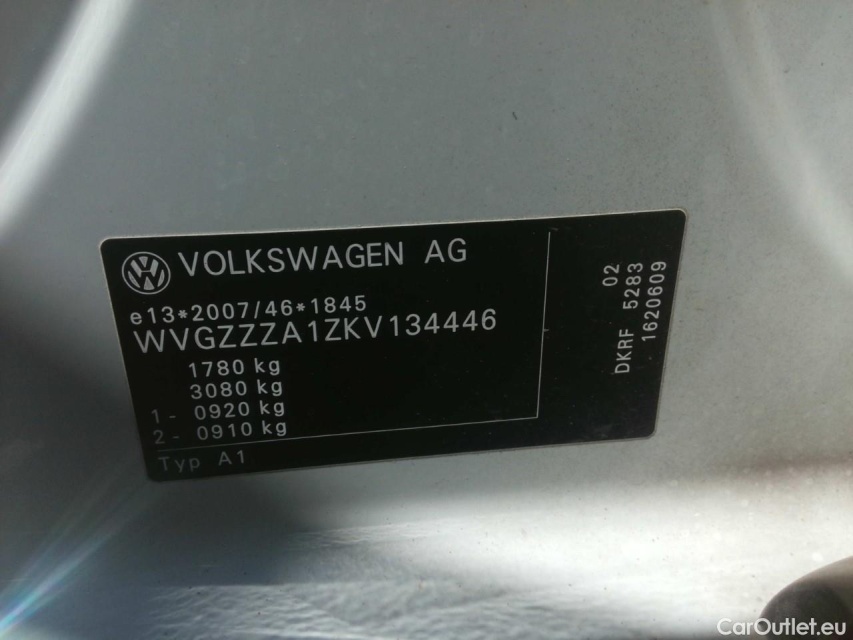 VOLKSWAGEN AG
e13*2007/46*1845
WVGZZZA1ZKV134446
1780 kg
3080 kg
1- 0920 kg
2- 0910 kg
Typ A1
02
DKRF 5283
1620609
CarOutlet.eu